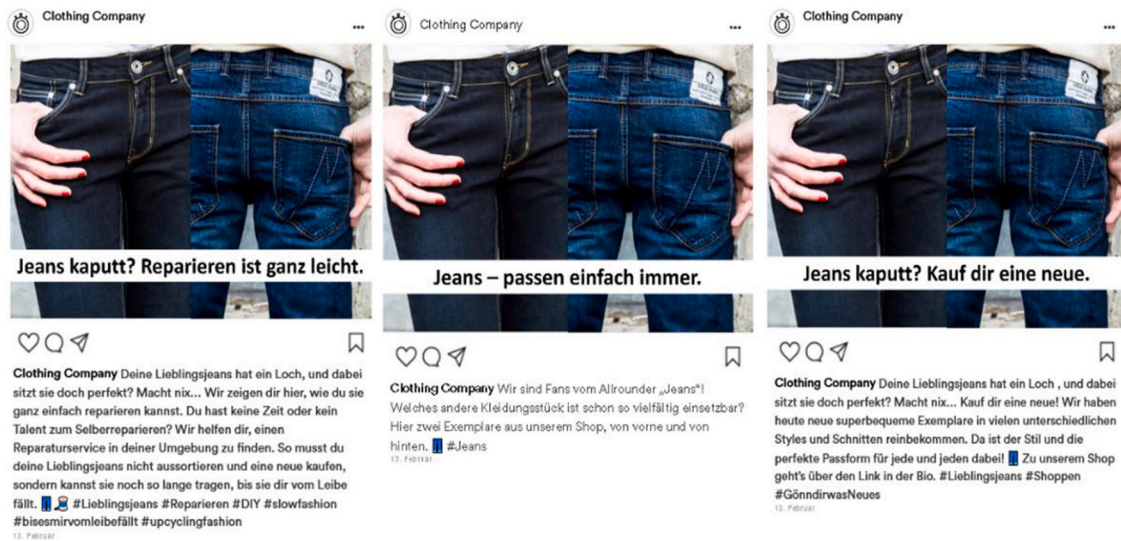 Clothing Company
Jeans kaputt? Reparieren ist ganz leicht.
Clothing Company Deine Lieblingsjeans hat ein Loch, und dabei
sitzt sie doch perfekt? Macht nix... Wir zeigen dir hier, wie du sie
ganz einfach reparieren kannst. Du hast keine Zeit oder kein
Talent zum Selberreparieren? Wir helfen dir, einen
Reparaturservice in deiner Umgebung zu finden. So musst du
deine Lieblingsjeans nicht aussortieren und eine neue kaufen,
sondern kannst sie noch so lange tragen, bis sie dir vom Leibe
fällt. #Lieblingsjeans #Reparieren #DIY #slowfashion
#bisesmirvomleibefällt #upcyclingfashion
13. Februar
Clothing Company
Jeans – passen einfach immer.
Clothing Company Wir sind Fans vom Allrounder „Jeans“!
Welches andere Kleidungsstück ist schon so vielfältig einsetzbar?
Hier zwei Exemplare aus unserem Shop, von vorne und von
hinten. #Jeans
13. Februar
Clothing Company
Jeans kaputt? Kauf dir eine neue.
Clothing Company Deine Lieblingsjeans hat ein Loch , und dabei
sitzt sie doch perfekt? Macht nix... Kauf dir eine neue! Wir haben
heute neue superbequeme Exemplare in vielen unterschiedlichen
Styles und Schnitten reinbekommen. Da ist der Stil und die
perfekte Passform für jede und jeden dabei! Zu unserem Shop
geht's über den Link in der Bio. #Lieblingsjeans #Shoppen
#GönndirwasNeues
13. Februar